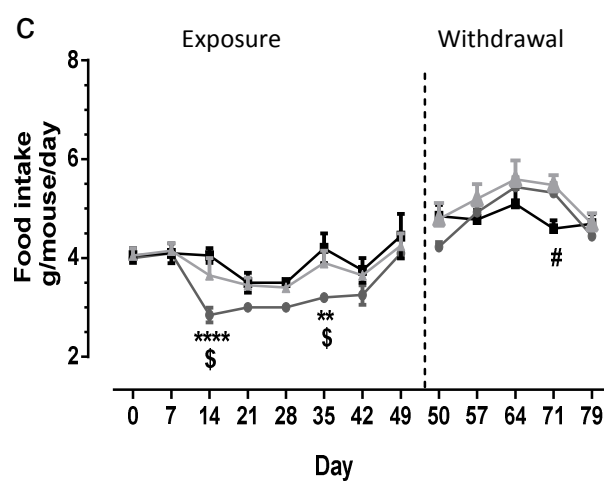 C
Exposure Withdrawal
Food intake
g/mouse/day
8
6
4
2
**** ** #
$ $
0 7 14 21 28 35 42 49 50 57 64 71 79
Day